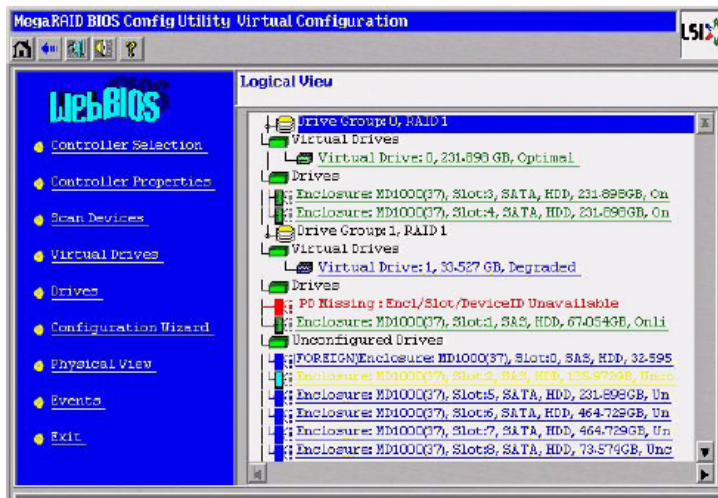 MegaRAID BIOS Config Utility Virtual Configuration
LSI
WebBIOS
Controller Selection
Controller Properties
Scan Devices
Virtual Drives
Drives
Configuration Wizard
Physical View
Events
Exit
Logical View
Drive Group: 0, RAID 1
Virtual Drives
Virtual Drive: 0, 231.898 GB, Optimal
Drives
Enclosure: MD1000(37), Slot:3, SATA, HDD, 231.898GB, On
Enclosure: MD1000(37), Slot:4, SATA, HDD, 231.898GB, On
Drive Group: 1, RAID 1
Virtual Drives
Virtual Drive: 1, 33.527 GB, Degraded
Drives
PD Missing : Encl/Slot/DeviceID Unavailable
Enclosure: MD1000(37), Slot:1, SAS, HDD, 67.054GB, Onli
Unconfigured Drives
(FOREIGN)Enclosure: MD1000(37), Slot:0, SAS, HDD, 32.595
Enclosure: MD1000(37), Slot:2, SAS, HDD, 135.972GB, Unco
Enclosure: MD1000(37), Slot:5, SATA, HDD, 231.898GB, Un
Enclosure: MD1000(37), Slot:6, SATA, HDD, 464.729GB, Un
Enclosure: MD1000(37), Slot:7, SATA, HDD, 464.729GB, Un
Enclosure: MD1000(37), Slot:8, SATA, HDD, 73.574GB, Unc